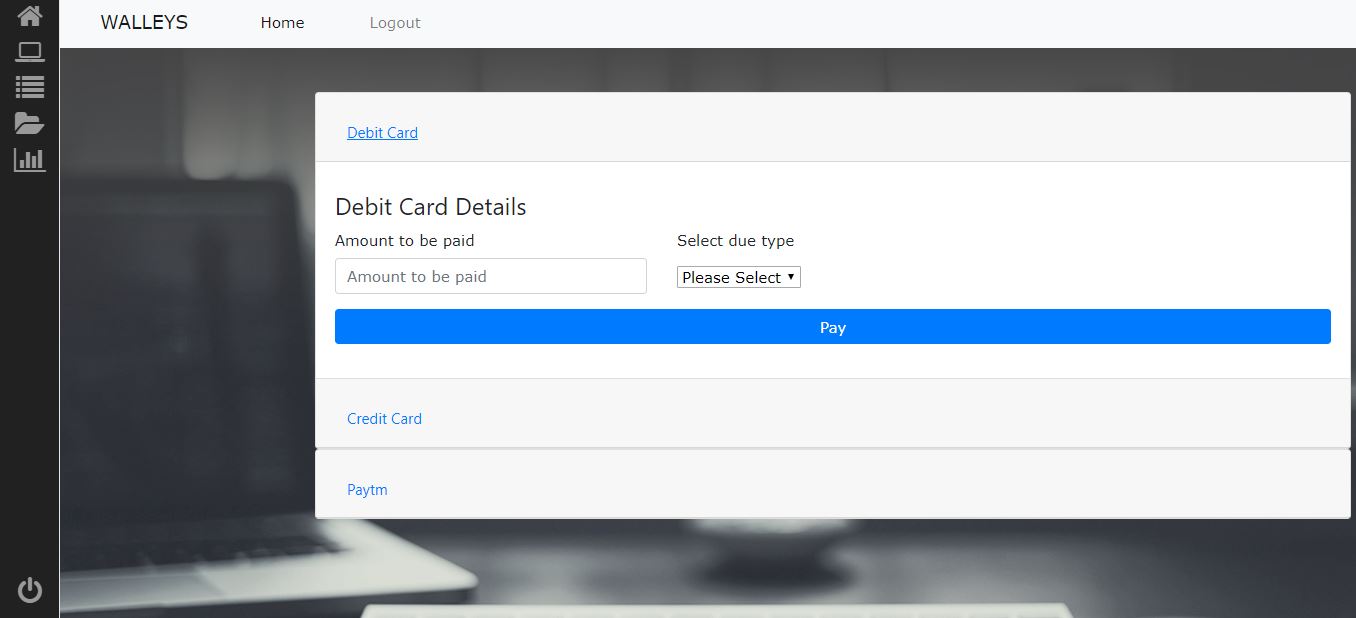 WALLEYS Home Logout
Debit Card
Debit Card Details
Amount to be paid Select due type
Amount to be paid Please Select
Pay
Credit Card
Paytm